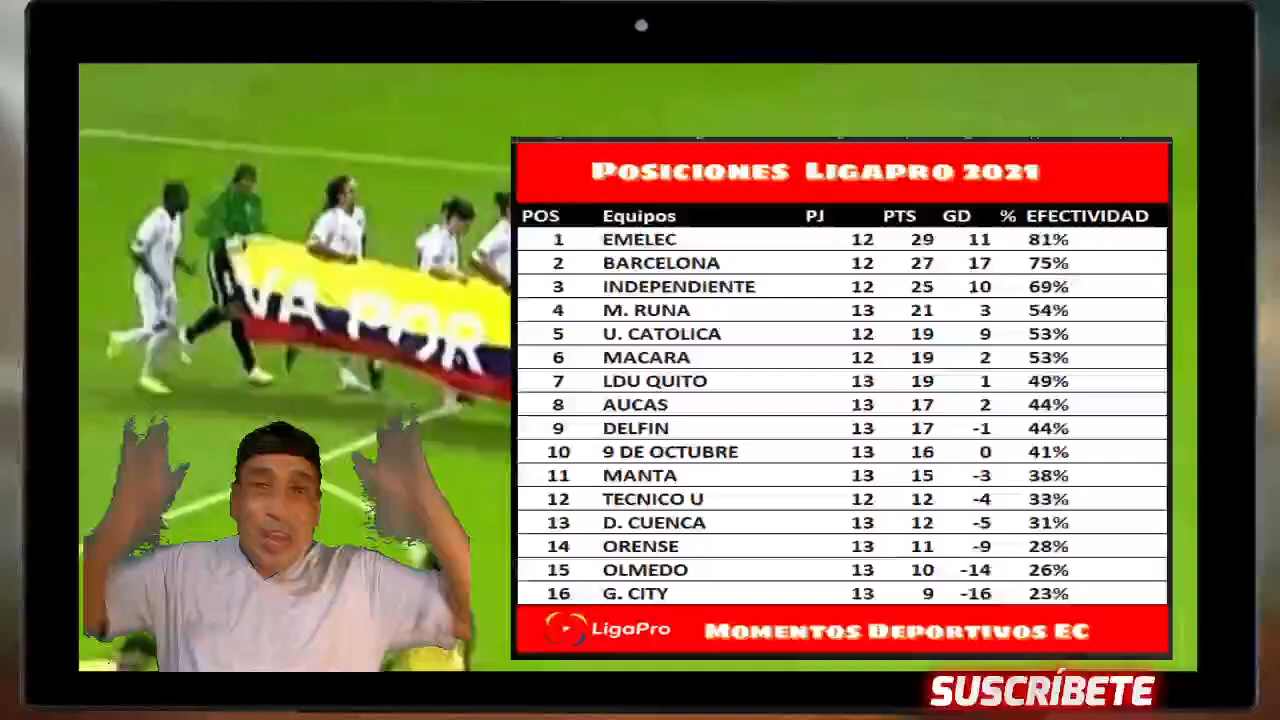 VA POR
POSICIONES LIGAPRO 2021
POS Equipos PJ PTS GD % EFECTIVIDAD
1 EMELEC 12 29 11 81%
2 BARCELONA 12 27 17 75%
3 INDEPENDIENTE 12 25 10 69%
4 M. RUNA 13 21 3 54%
5 U. CATOLICA 12 19 9 53%
6 MACARA 12 19 2 53%
7 LDU QUITO 13 19 1 49%
8 AUCAS 13 17 2 44%
9 DELFIN 13 17 -1 44%
10 9 DE OCTUBRE 13 16 0 41%
11 MANTA 13 15 -3 38%
12 TECNICO U 12 12 -4 33%
13 D. CUENCA 13 12 -5 31%
14 ORENSE 13 11 -9 28%
15 OLMEDO 13 10 -14 26%
16 G. CITY 13 9 -16 23%
LigaPro MOMENTOS DEPORTIVOS EC
SUSCRÍBETE